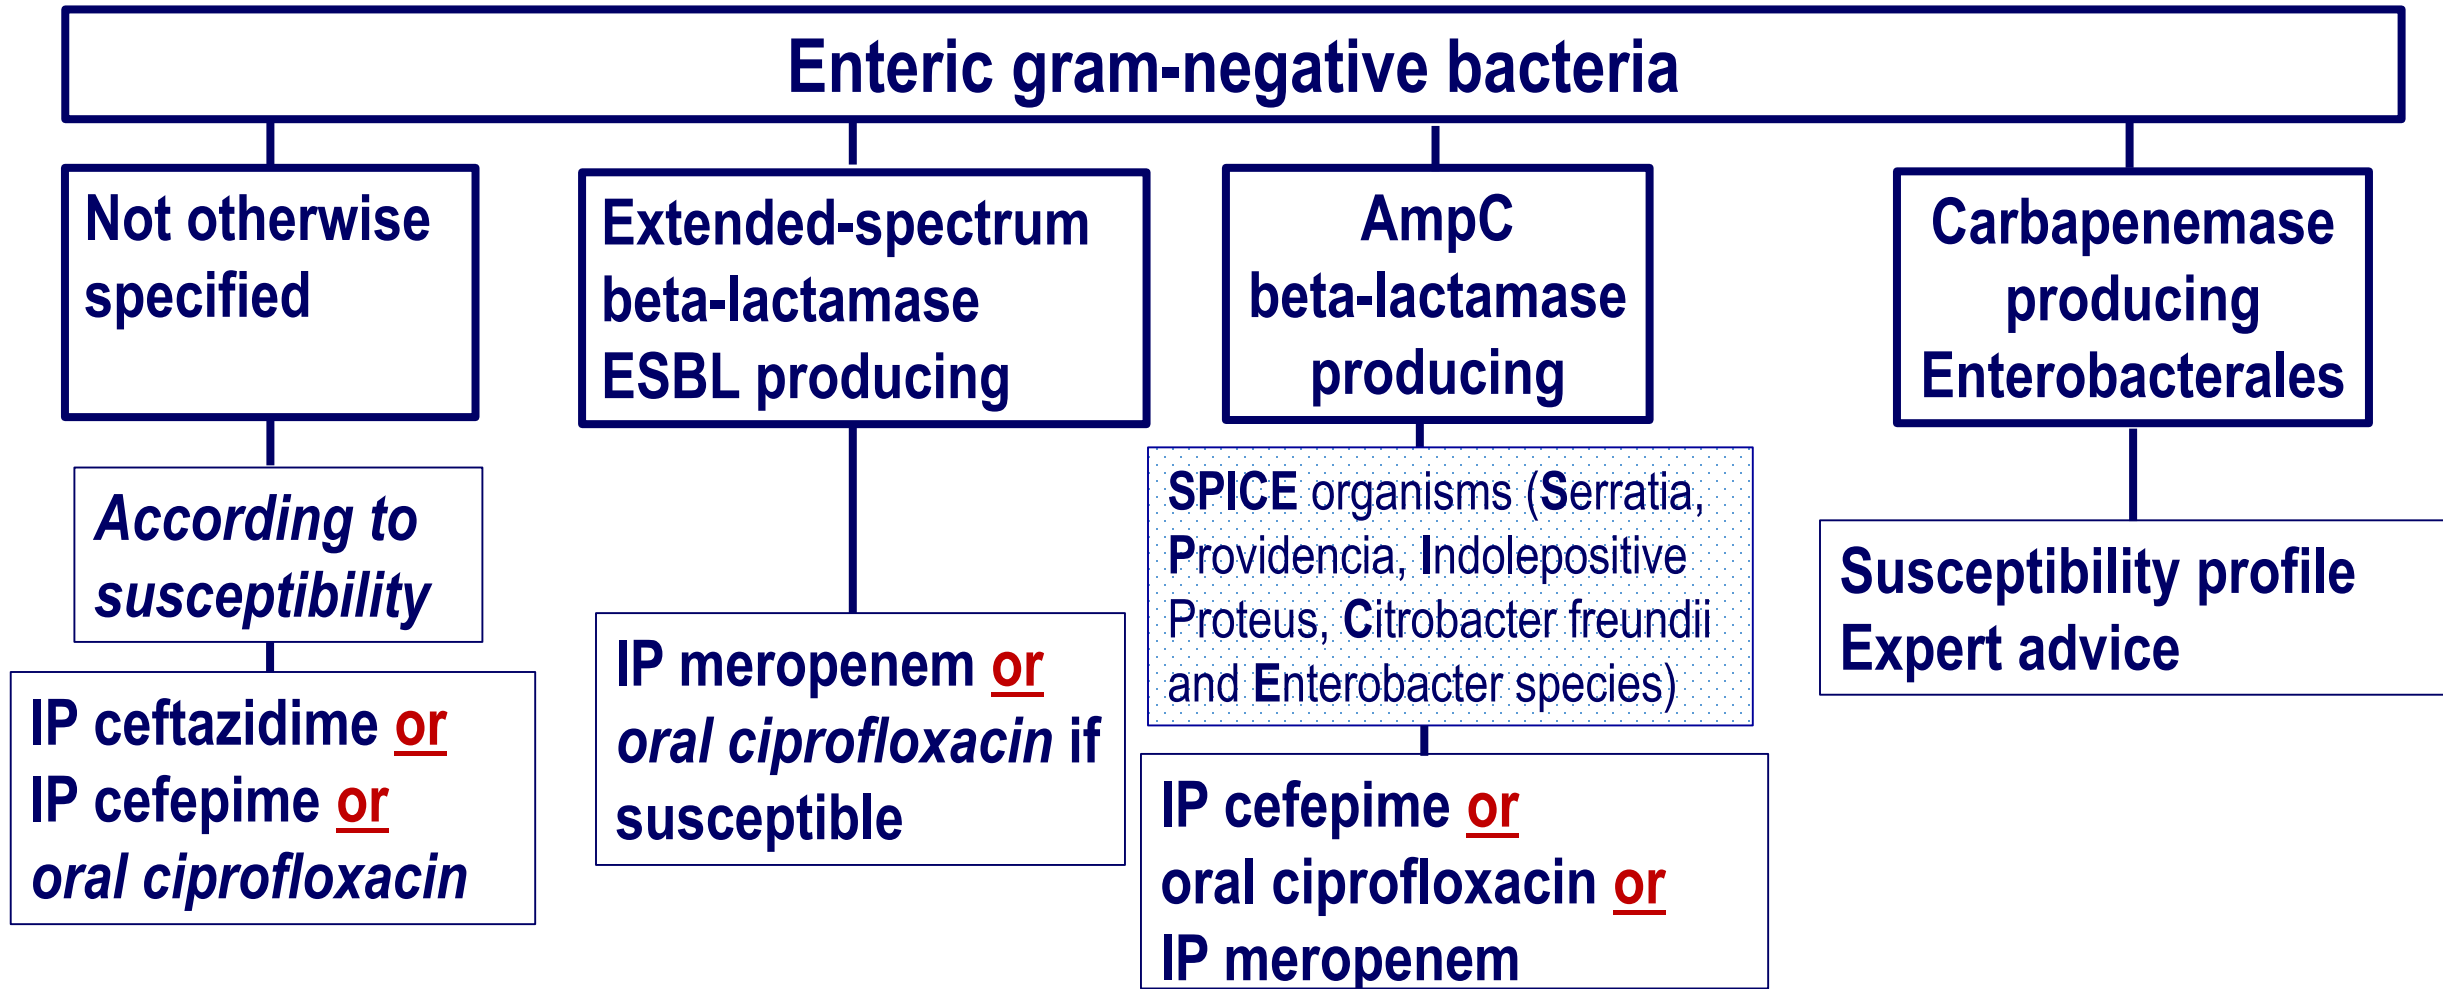 Enteric gram-negative bacteria
Not otherwise
specified
According to
susceptibility
IP ceftazidime or
IP cefepime or
oral ciprofloxacin
Extended-spectrum
beta-lactamase
ESBL producing
IP meropenem or
oral ciprofloxacin if
susceptible
AmpC
beta-lactamase
producing
SPICE organisms (Serratia,
Providencia, Indolepositive
Proteus, Citrobacter freundii
and Enterobacter species)
IP cefepime or
oral ciprofloxacin or
IP meropenem
Carbapenemase
producing
Enterobacterales
Susceptibility profile
Expert advice